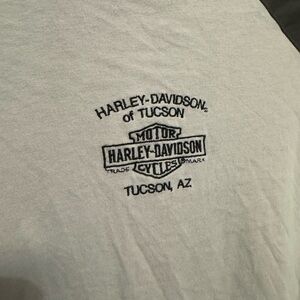 HARLEY-DAVIDSON®
of TUCSON
MOTOR
HARLEY-DAVIDSON
TRADE MARK
CYCLES
TUCSON, AZ